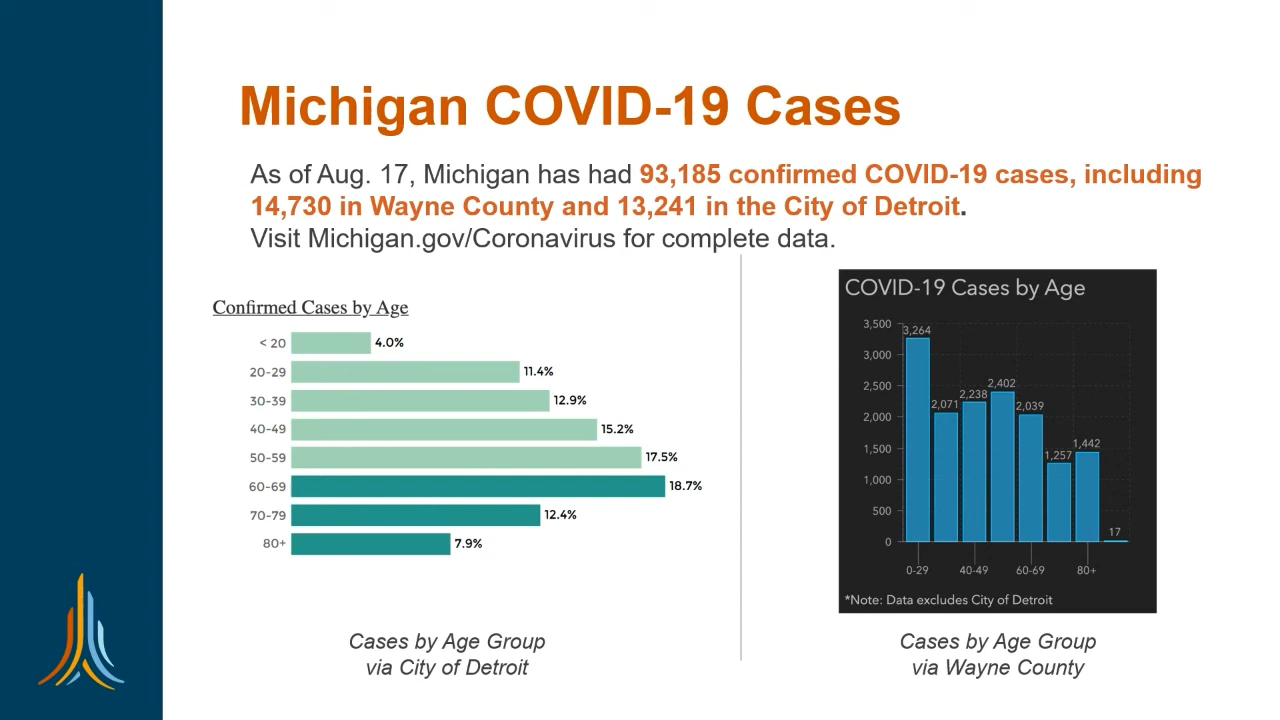 Michigan COVID-19 Cases
As of Aug. 17, Michigan has had 93,185 confirmed COVID-19 cases, including
14,730 in Wayne County and 13,241 in the City of Detroit.
Visit Michigan.gov/Coronavirus for complete data.
Confirmed Cases by Age
< 20 4.0%
20-29 11.4%
30-39 12.9%
40-49 15.2%
50-59 17.5%
60-69 18.7%
70-79 12.4%
80+ 7.9%
Cases by Age Group
via City of Detroit
COVID-19 Cases by Age
3,500
3,000
2,500
2,000
1,500
1,000
500
0
3,264
2,071
2,238
2,402
2,039
1,257
1,442
17
0-29 40-49 60-69 80+
*Note: Data excludes City of Detroit
Cases by Age Group
via Wayne County